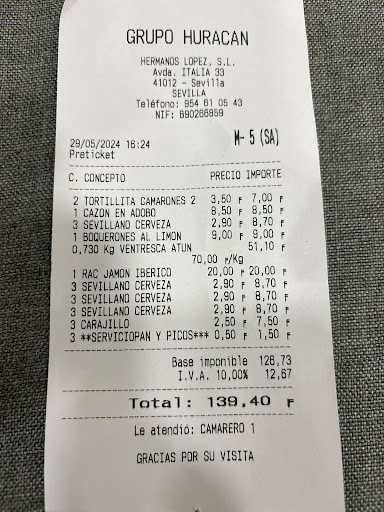 GRUPO HURACAN
HERMANOS LOPEZ, S.L.
Avda. ITALIA 33
41012 - Sevilla
SEVILLA
Teléfono: 954 61 05 43
NIF: B90266859
29/05/2024 16:24 M- 5 (SA)
Preticket
C. CONCEPTO PRECIO IMPORTE
2 TORTILLITA CAMARONES 2 3,50 ₣ 7,00 ₣
1 CAZON EN ADOBO 8,50 ₣ 8,50 ₣
3 SEVILLANO CERVEZA 2,90 ₣ 8,70 ₣
1 BOQUERONES AL LIMON 9,00 ₣ 9,00 ₣
0,730 Kg VENTRESCA ATUN 51,10 ₣
70,00 ₣/Kg
1 RAC JAMON IBERICO 20,00 ₣ 20,00 ₣
3 SEVILLANO CERVEZA 2,90 ₣ 8,70 ₣
3 SEVILLANO CERVEZA 2,90 ₣ 8,70 ₣
3 SEVILLANO CERVEZA 2,90 ₣ 8,70 ₣
3 CARAJILLO 2,50 ₣ 7,50 ₣
3 **SERVICIOPAN Y PICOS*** 0,50 ₣ 1,50 ₣
Base imponible 126,73
I.V.A. 10,00% 12,67
Total: 139,40 ₣
Le atendió: CAMARERO 1
GRACIAS POR SU VISITA